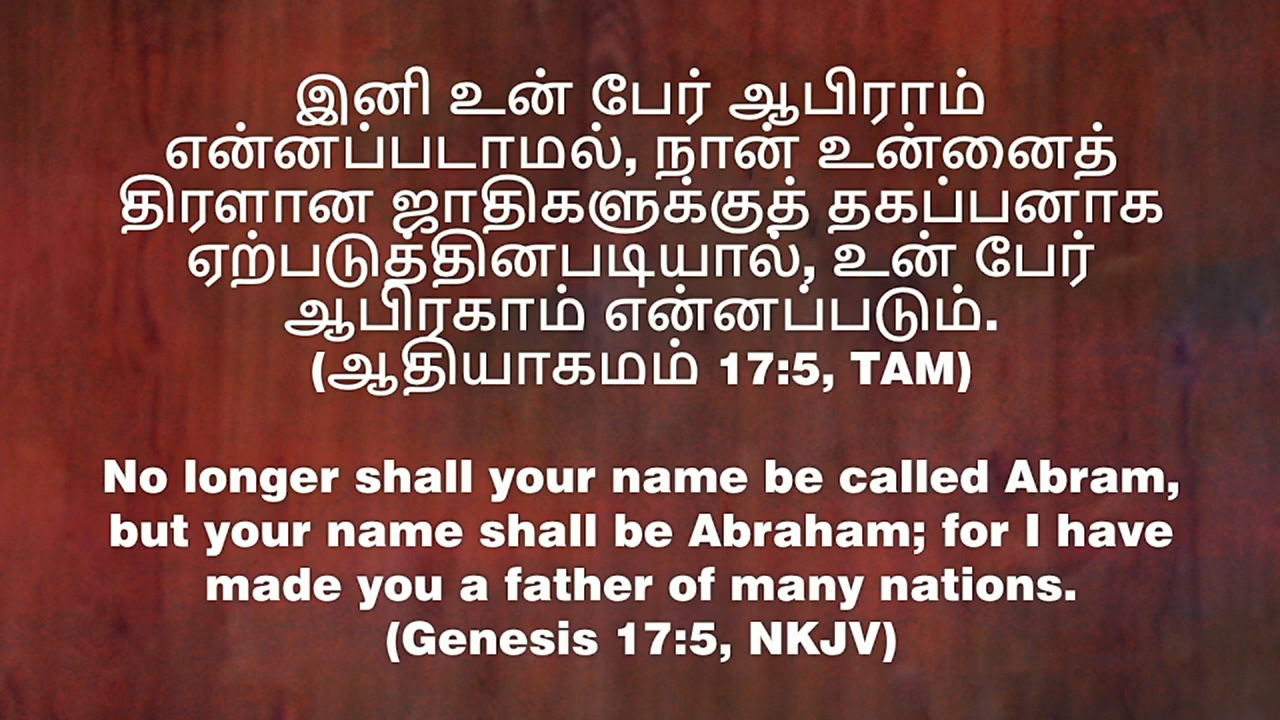 இனி உன் பேர் ஆபிராம்
என்னப்படாமல், நான் உன்னைத்
திரளான ஜாதிகளுக்குத் தகப்பனாக
ஏற்படுத்தினபடியால், உன் பேர்
ஆபிரகாம் என்னப்படும்.
(ஆதியாகமம் 17:5, TAM)
No longer shall your name be called Abram,
but your name shall be Abraham; for I have
made you a father of many nations.
(Genesis 17:5, NKJV)